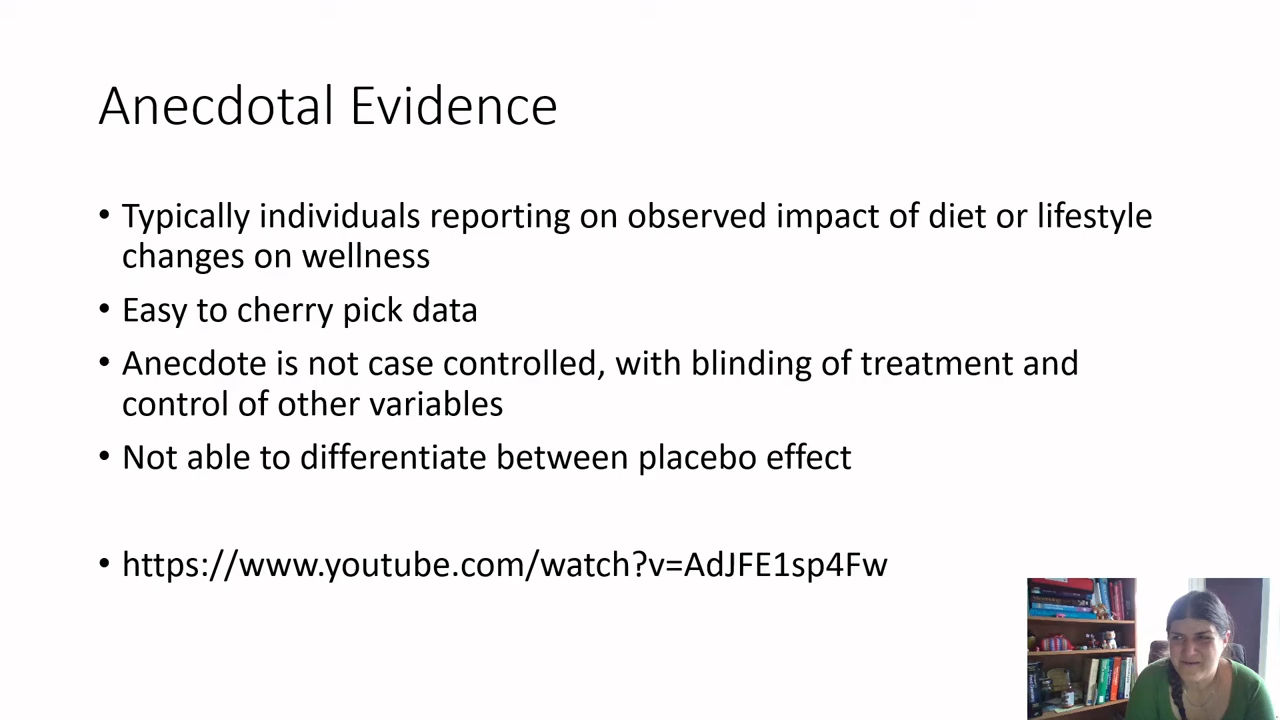 Anecdotal Evidence
• Typically individuals reporting on observed impact of diet or lifestyle
changes on wellness
• Easy to cherry pick data
• Anecdote is not case controlled, with blinding of treatment and
control of other variables
• Not able to differentiate between placebo effect
• https://www.youtube.com/watch?v=AdJFE1sp4Fw